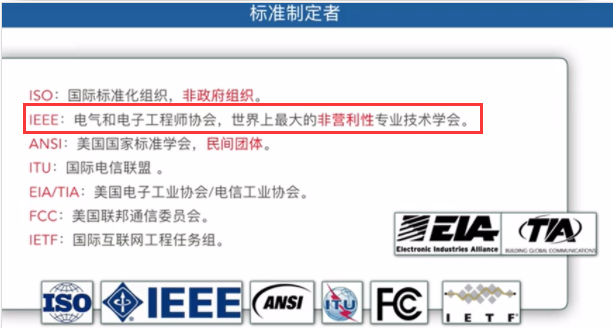 标准制定者
ISO：国际标准化组织，非政府组织。
IEEE：电气和电子工程师协会，世界上最大的非营利性专业技术学会。
ANSI：美国国家标准学会，民间团体。
ITU：国际电信联盟 。
EIA/TIA：美国电子工业协会/电信工业协会。
FCC：美国联邦通信委员会。
IETF：国际互联网工程任务组。
EIA
Electronic Industries Alliance
TIA
BUILDING GLOBAL COMMUNICATIONS
ISO
IEEE
ANSI
ITU
FCC
I E T F